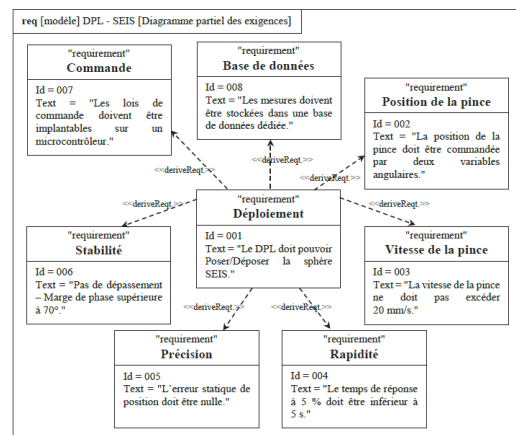 req [modèle] DPL - SEIS [Diagramme partiel des exigences]
"requirement"
Commande
Id = 007
Text = "Les lois de
commande doivent être
implantables sur un
microcontrôleur."
"requirement"
Base de données
Id = 008
Text = "Les mesures doivent
être stockées dans une base
de données dédiée."
"requirement"
Position de la pince
Id = 002
Text = "La position de la
pince doit être commandée
par deux variables
angulaires."
<<deriveReqt.>>
<<deriveReqt.>>
<<deriveReqt.>>
"requirement"
Déploiement
Id = 001
Text = "Le DPL doit pouvoir
Poser/Déposer la sphère
SEIS."
<<deriveReqt.>>
<<deriveReqt.>>
"requirement"
Stabilité
Id = 006
Text = "Pas de dépassement
– Marge de phase supérieure
à 70°."
"requirement"
Vitesse de la pince
Id = 003
Text = "La vitesse de la pince
ne doit pas excéder
20 mm/s."
<<deriveReqt.>>
<<deriveReqt.>>
"requirement"
Précision
Id = 005
Text = "L'erreur statique de
position doit être nulle."
"requirement"
Rapidité
Id = 004
Text = "Le temps de réponse
à 5 % doit être inférieur à
5 s."